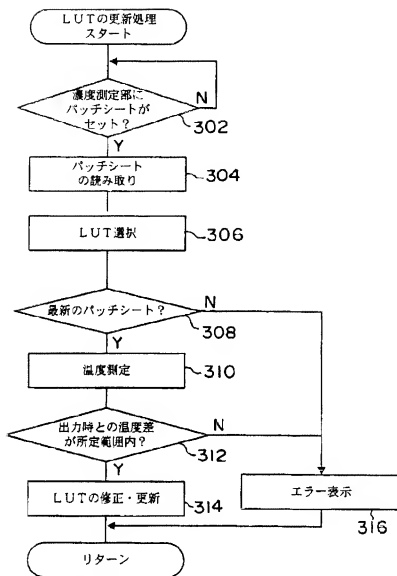 LUTの更新処理
スタート
濃度測定部に
パッチシートが
セット?
N
302
Y
パッチシート
の読み取り
304
LUT選択
306
最新のパッチシート?
N
308
Y
温度測定
310
出力時との温度差
が所定範囲内?
N
312
Y
LUTの修正・更新
314
エラー表示
316
リターン